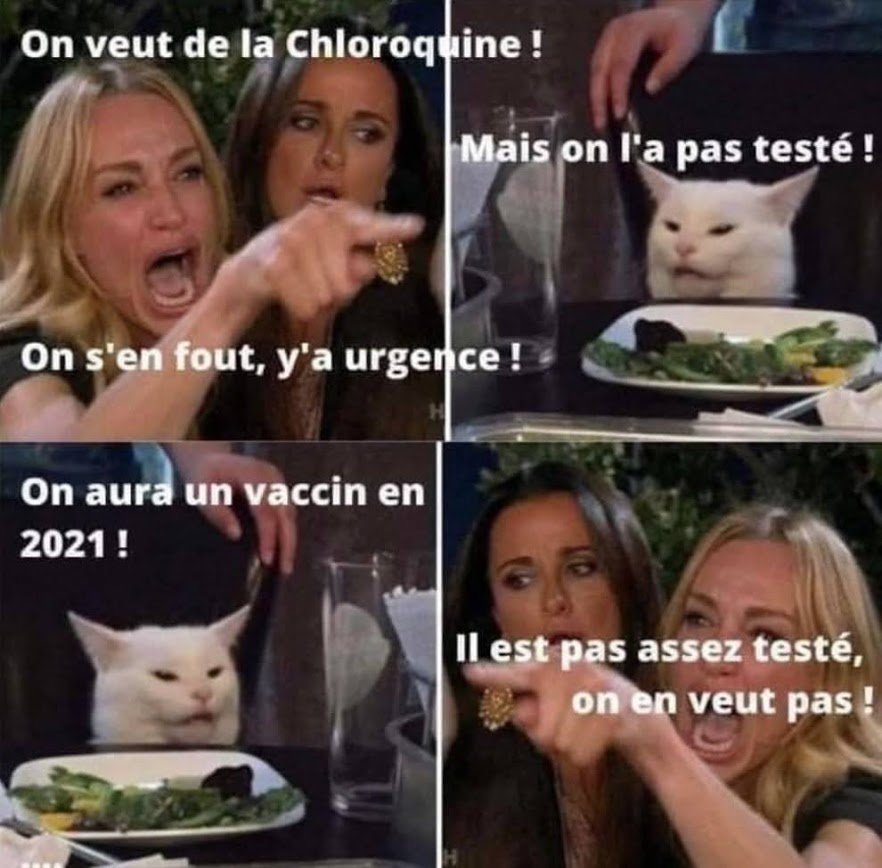 On veut de la Chloroquine !
Mais on l'a pas testé !
On s'en fout, y'a urgence !
On aura un vaccin en
2021 !
Il est pas assez testé,
on en veut pas !